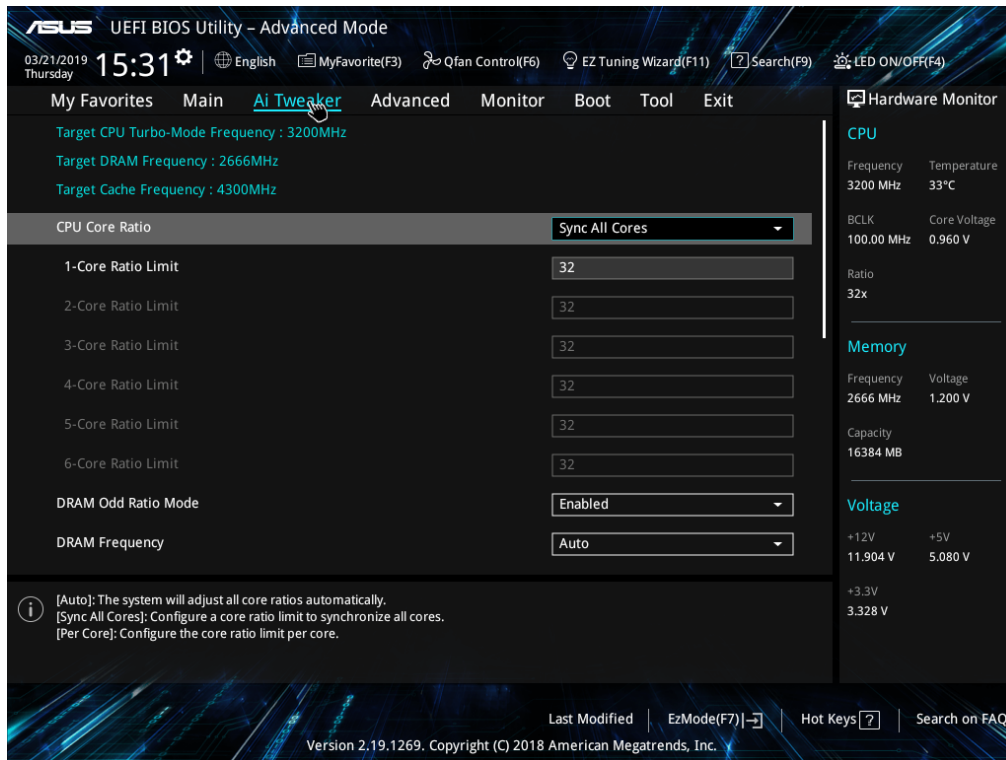 ASUS UEFI BIOS Utility – Advanced Mode
03/21/2019 Thursday 15:31 English MyFavorite(F3) Qfan Control(F6) EZ Tuning Wizard(F11) ? Search(F9) LED ON/OFF(F4)
My Favorites Main Ai Tweaker Advanced Monitor Boot Tool Exit
Target CPU Turbo-Mode Frequency : 3200MHz
Target DRAM Frequency : 2666MHz
Target Cache Frequency : 4300MHz
CPU Core Ratio Sync All Cores
1-Core Ratio Limit 32
2-Core Ratio Limit 32
3-Core Ratio Limit 32
4-Core Ratio Limit 32
5-Core Ratio Limit 32
6-Core Ratio Limit 32
DRAM Odd Ratio Mode Enabled
DRAM Frequency Auto
[Auto]: The system will adjust all core ratios automatically.
[Sync All Cores]: Configure a core ratio limit to synchronize all cores.
[Per Core]: Configure the core ratio limit per core.
Hardware Monitor
CPU
Frequency Temperature
3200 MHz 33°C
BCLK Core Voltage
100.00 MHz 0.960 V
Ratio
32x
Memory
Frequency Voltage
2666 MHz 1.200 V
Capacity
16384 MB
Voltage
+12V +5V
11.904 V 5.080 V
+3.3V
3.328 V
Last Modified EzMode(F7) Hot Keys ? Search on FAQ
Version 2.19.1269. Copyright (C) 2018 American Megatrends, Inc.